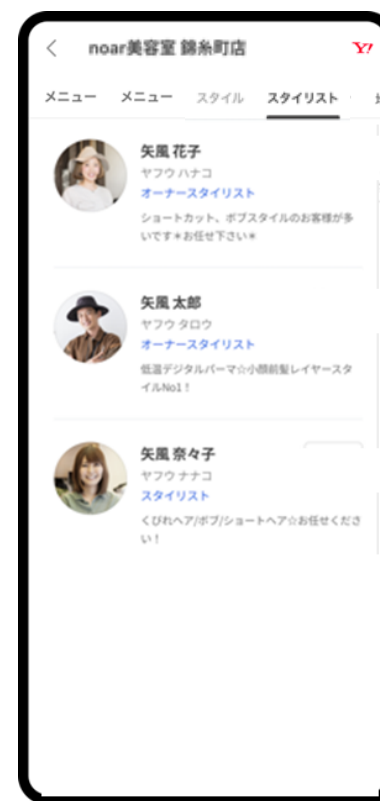 noar美容室 錦糸町店
Y!
メニュー メニュー スタイル スタイリスト
矢風 花子
ヤフウ ハナコ
オーナースタイリスト
ショートカット、ボブスタイルのお客様が多
いです＊お任せ下さい＊
矢風 太郎
ヤフウ タロウ
オーナースタイリスト
低温デジタルパーマ☆小顔前髪レイヤースタ
イルNo1！
矢風 奈々子
ヤフウ ナナコ
スタイリスト
くびれヘア/ボブ/ショートヘア☆お任せくださ
い！